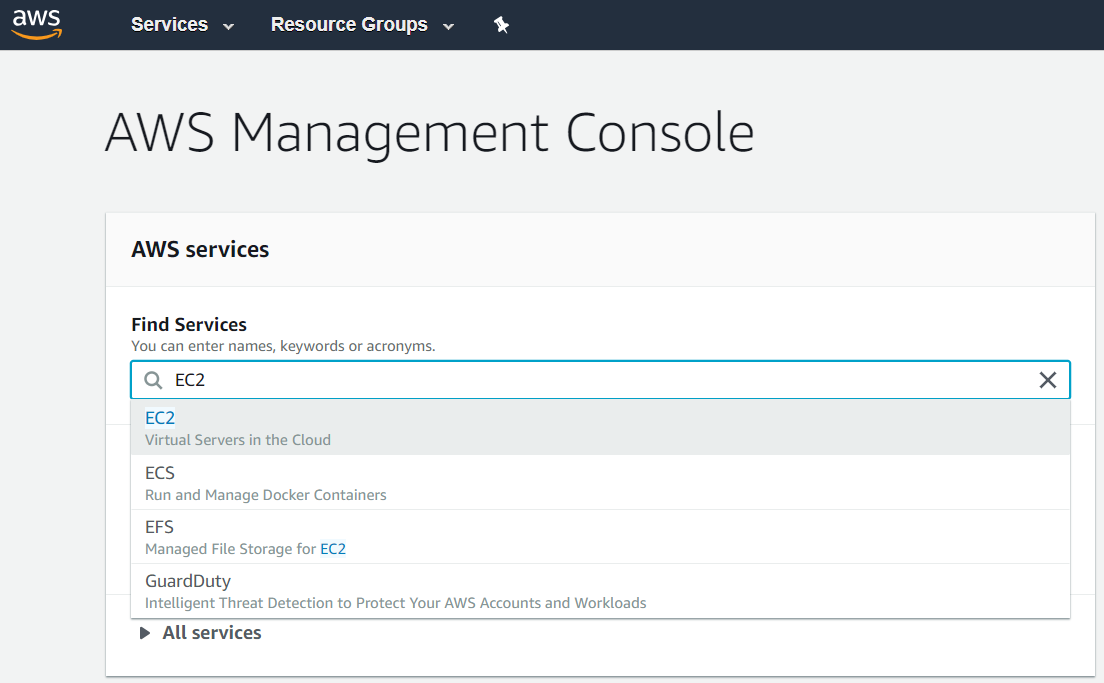 aws
Services
Resource Groups
AWS Management Console
AWS services
Find Services
You can enter names, keywords or acronyms.
EC2
EC2
Virtual Servers in the Cloud
ECS
Run and Manage Docker Containers
EFS
Managed File Storage for EC2
GuardDuty
Intelligent Threat Detection to Protect Your AWS Accounts and Workloads
All services